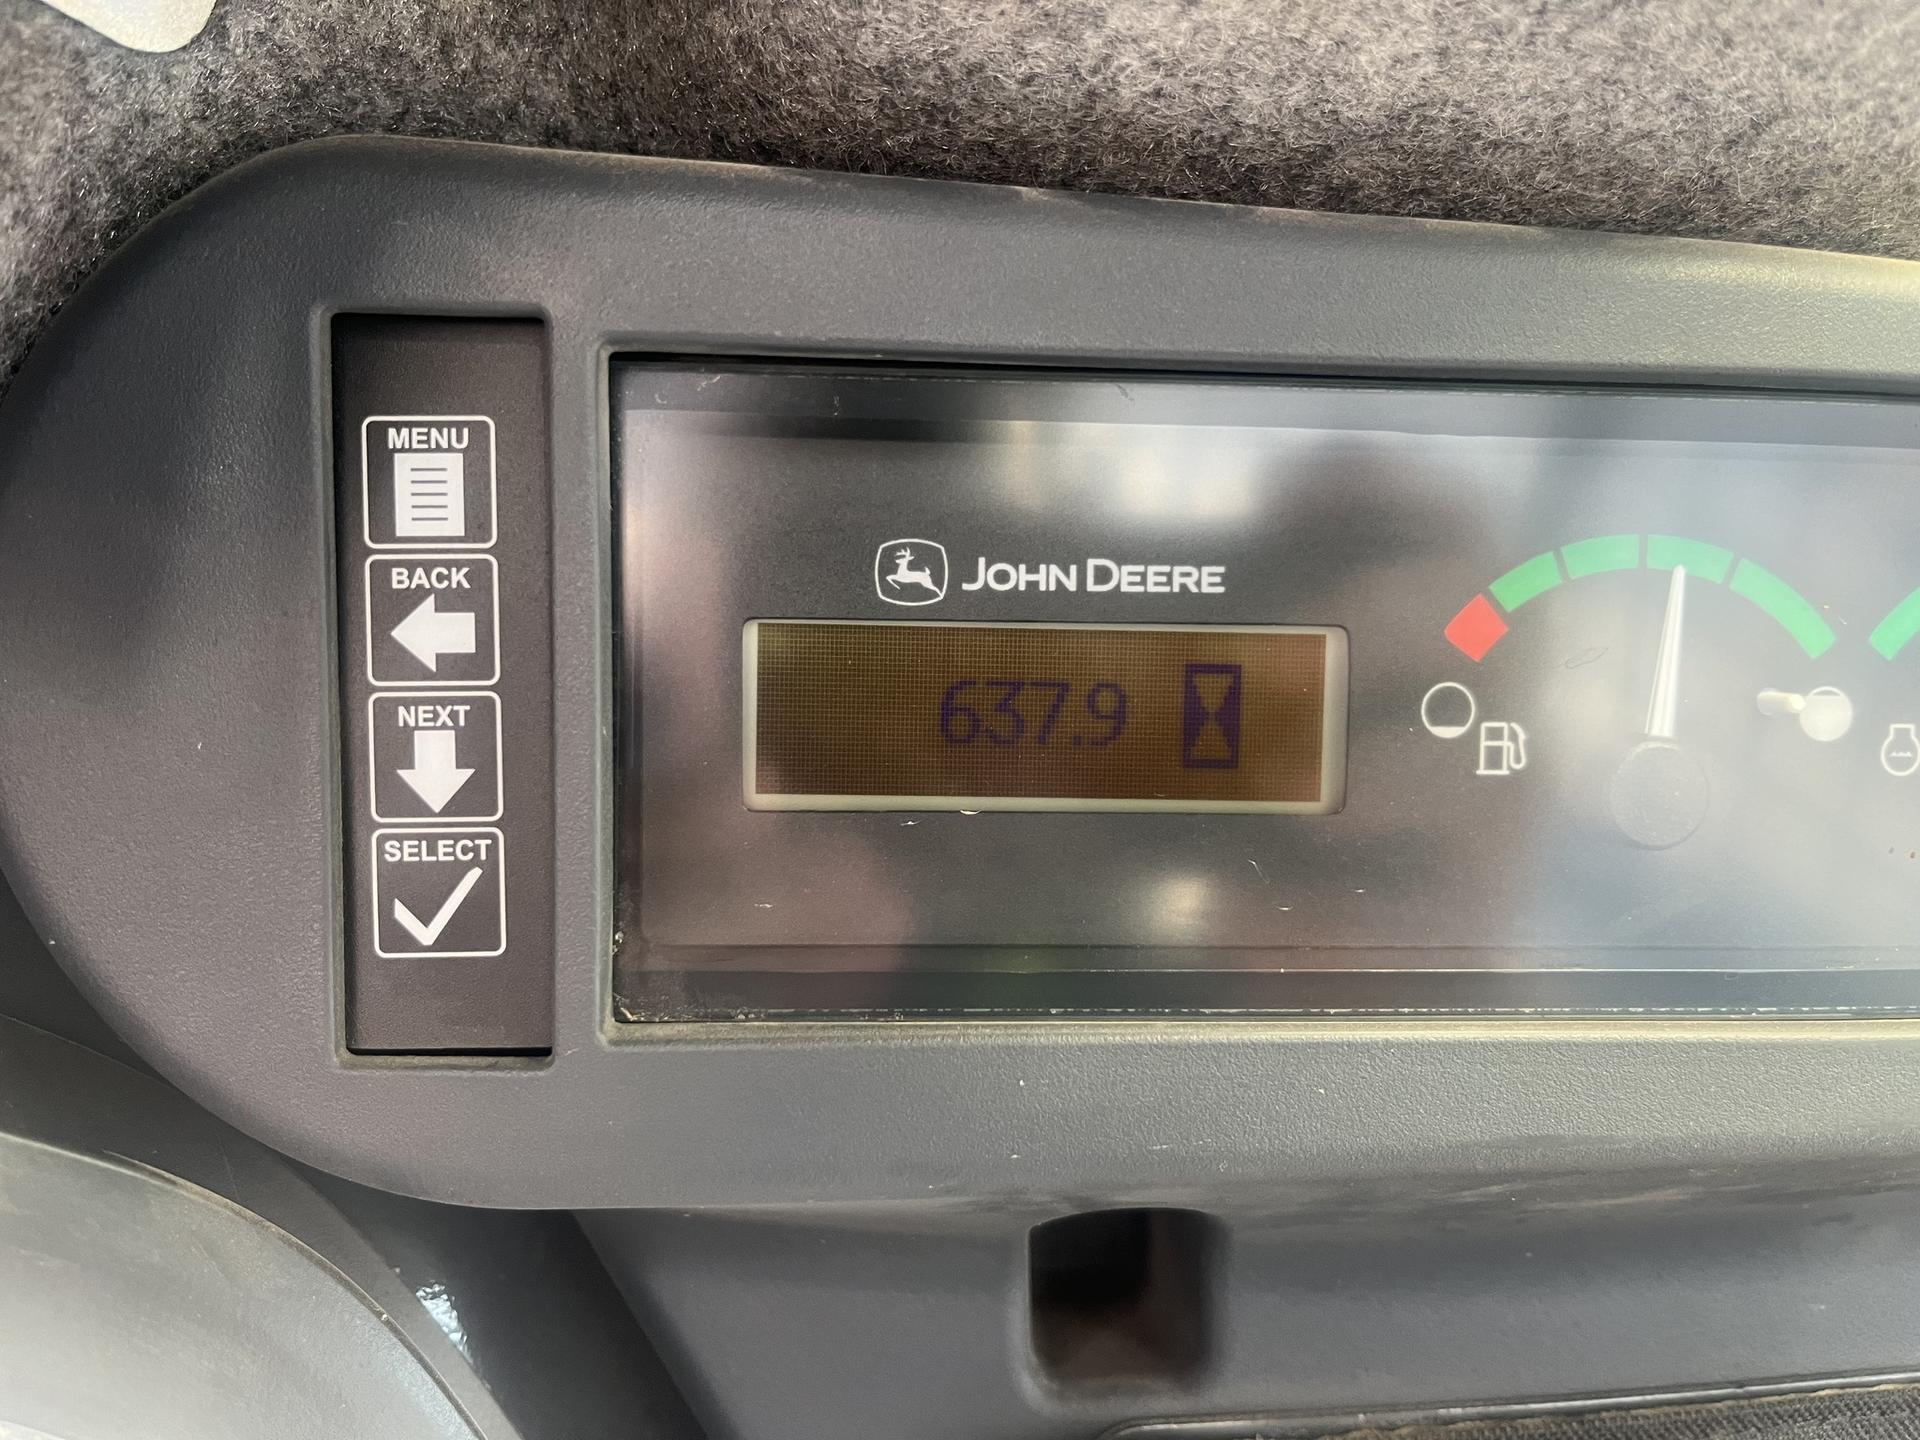 MENU
BACK
NEXT
SELECT
JOHN DEERE
637.9